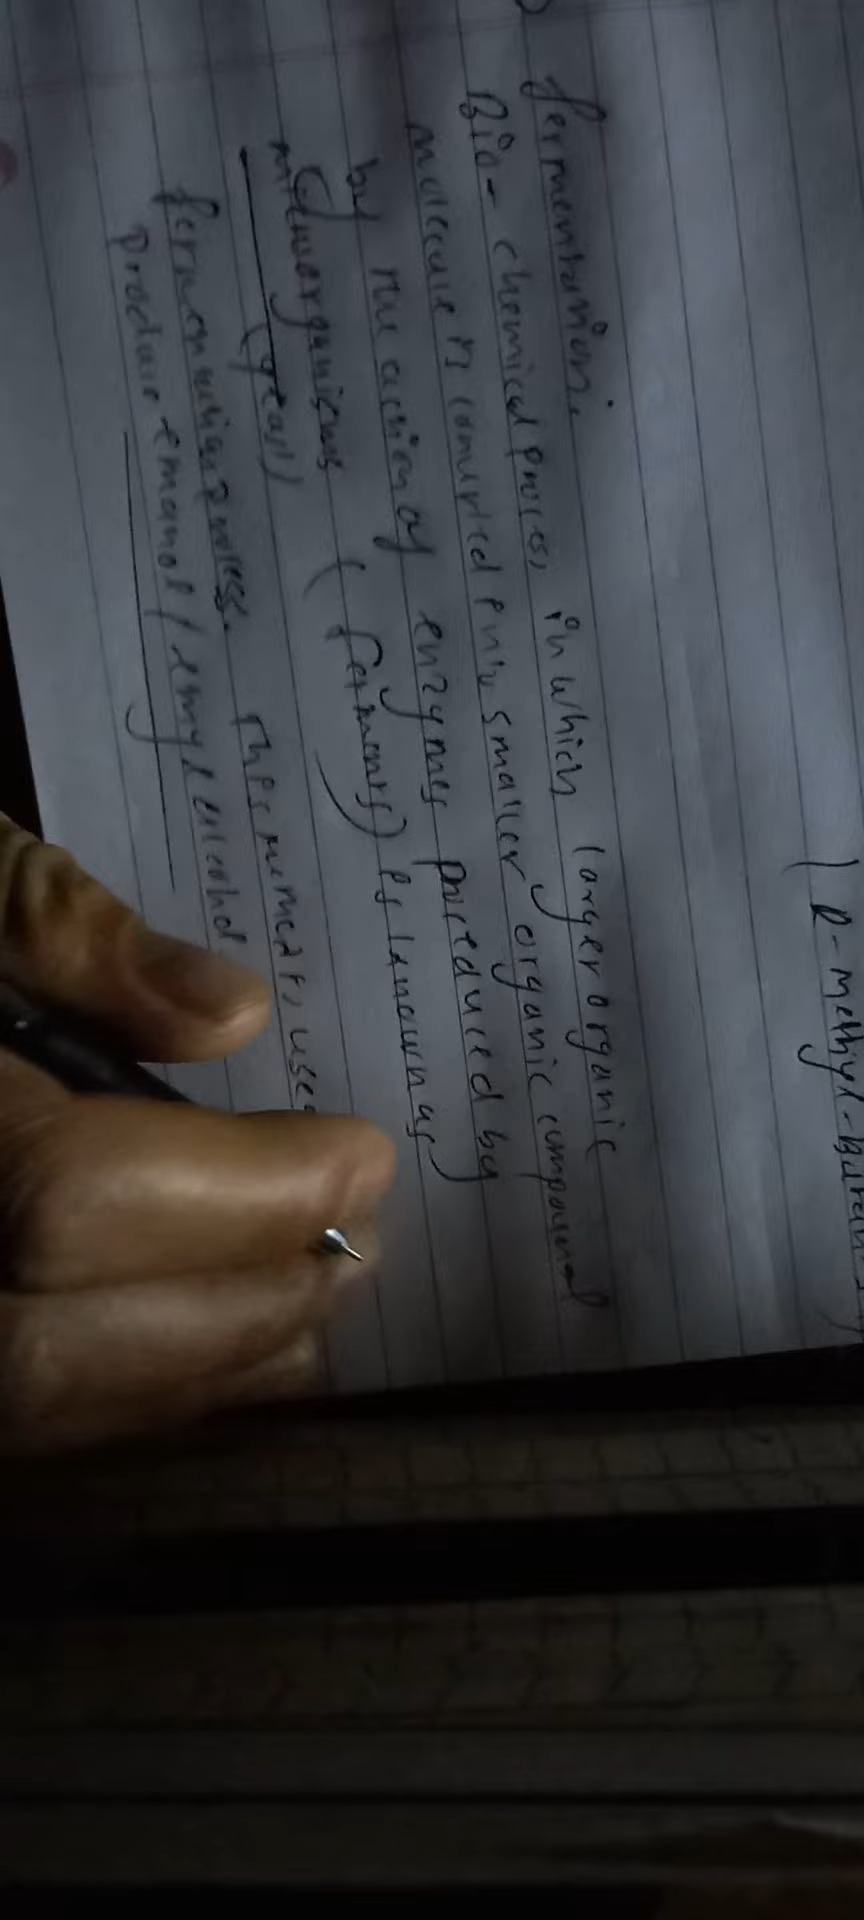 2-methyl-butan
fermentation:
Bio-chemical process in which larger organic
molecule is converted into smaller organic compound
by the action of enzymes produced by
microorganisms (ferments) is known as
(yeast)
fermentation process. This method is use
produce ethanol / ethyl alcohol